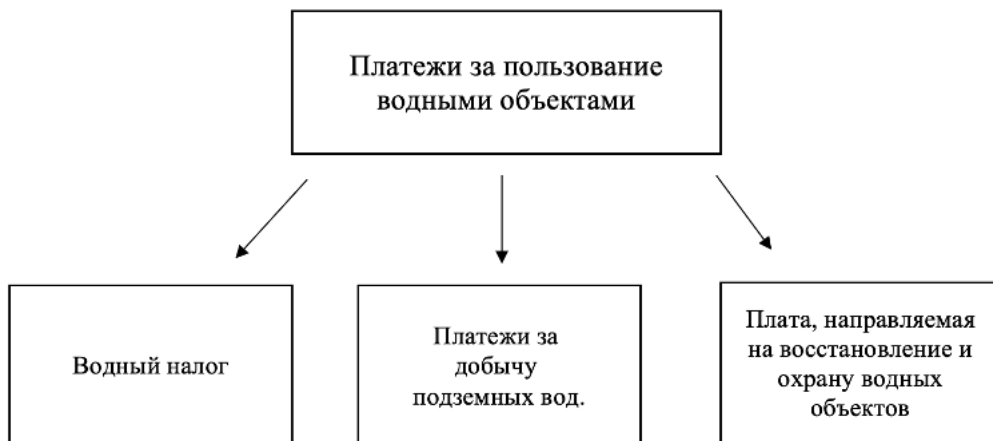 Платежи за пользование
водными объектами
Водный налог
Платежи за
добычу
подземных вод.
Плата, направляемая
на восстановление и
охрану водных
объектов